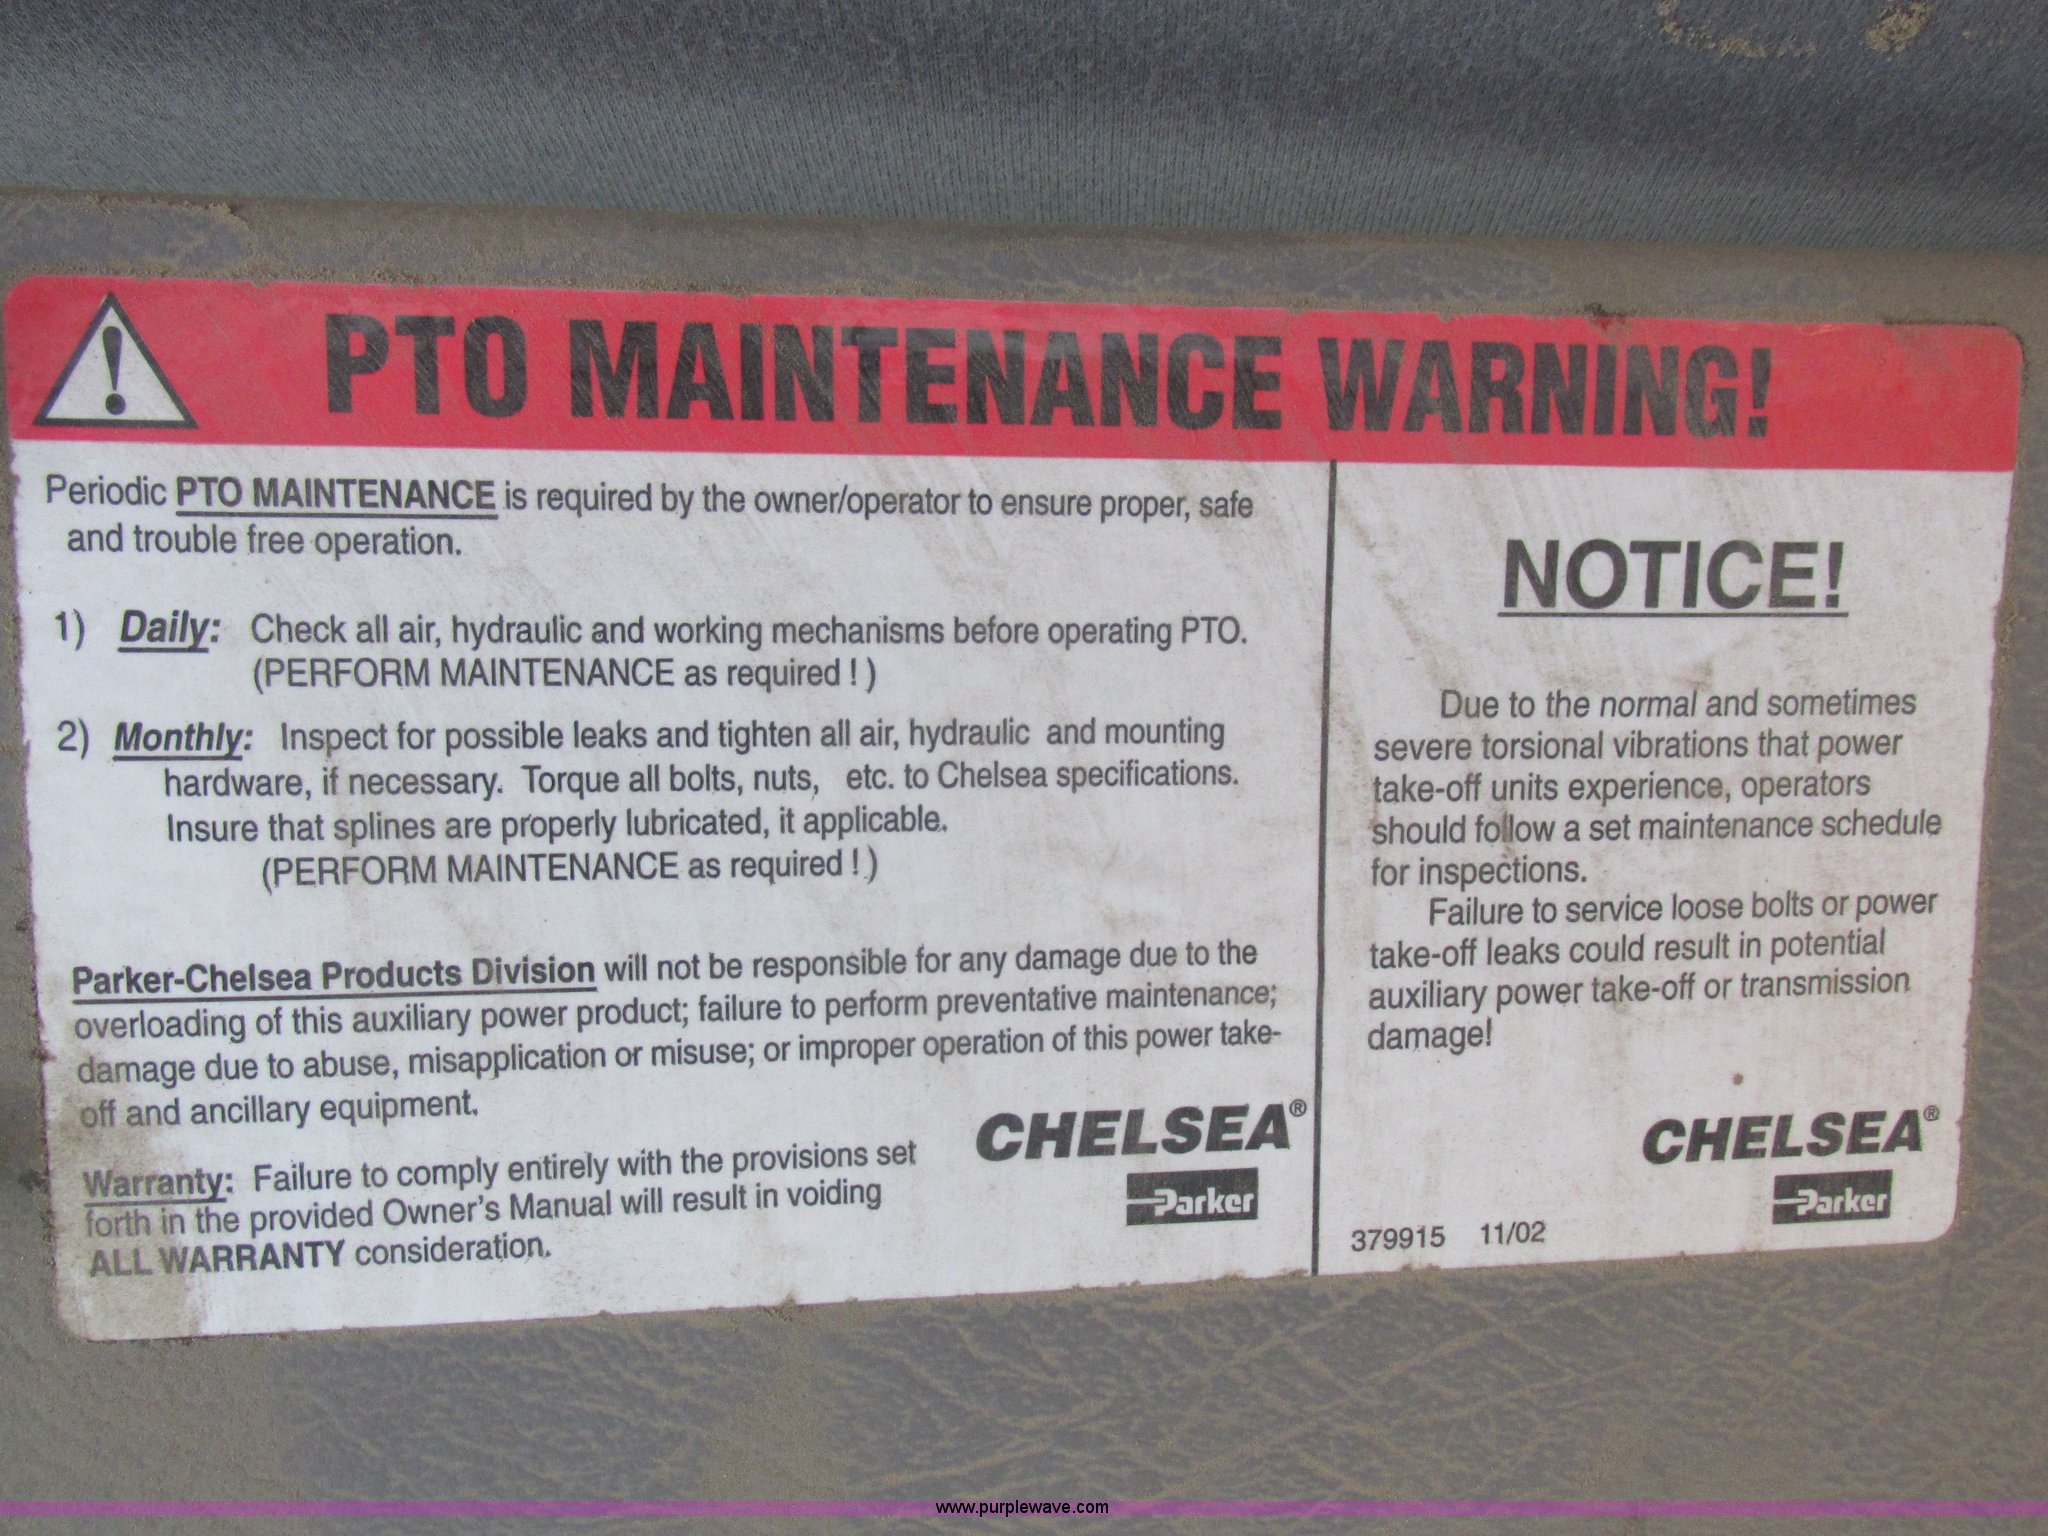 PTO MAINTENANCE WARNING!
Periodic PTO MAINTENANCE is required by the owner/operator to ensure proper, safe
and trouble free operation.
1) Daily: Check all air, hydraulic and working mechanisms before operating PTO.
(PERFORM MAINTENANCE as required ! )
2) Monthly: Inspect for possible leaks and tighten all air, hydraulic and mounting
hardware, if necessary. Torque all bolts, nuts, etc. to Chelsea specifications.
Insure that splines are properly lubricated, it applicable.
(PERFORM MAINTENANCE as required ! )
Parker-Chelsea Products Division will not be responsible for any damage due to the
overloading of this auxiliary power product; failure to perform preventative maintenance;
damage due to abuse, misapplication or misuse; or improper operation of this power take-
off and ancillary equipment.
Warranty: Failure to comply entirely with the provisions set
forth in the provided Owner's Manual will result in voiding
ALL WARRANTY consideration.
CHELSEA®
Parker
NOTICE!
Due to the normal and sometimes
severe torsional vibrations that power
take-off units experience, operators
should follow a set maintenance schedule
for inspections.
Failure to service loose bolts or power
take-off leaks could result in potential
auxiliary power take-off or transmission
damage!
CHELSEA®
Parker
379915 11/02
www.purplewave.com